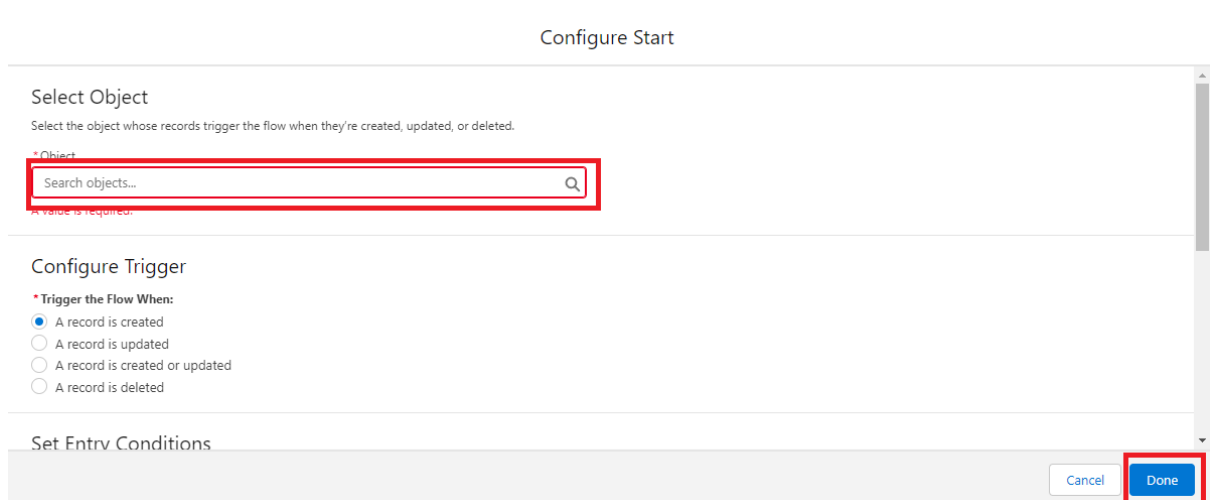 Configure Start
Select Object
Select the object whose records trigger the flow when they're created, updated, or deleted.
*Object
Search objects...
A value is required.
Configure Trigger
*Trigger the Flow When:
A record is created
A record is updated
A record is created or updated
A record is deleted
Set Entry Conditions
Cancel Done